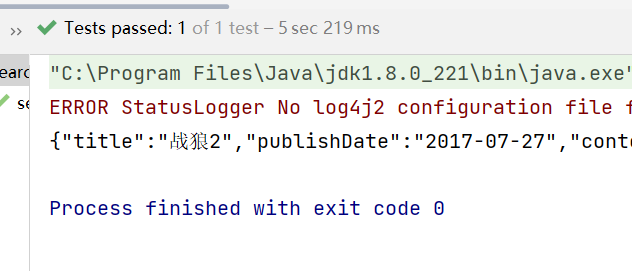 Tests passed: 1 of 1 test – 5 sec 219 ms
"C:\Program Files\Java\jdk1.8.0_221\bin\java.exe"
ERROR StatusLogger No log4j2 configuration file f
{"title":"战狼2","publishDate":"2017-07-27","conte
Process finished with exit code 0